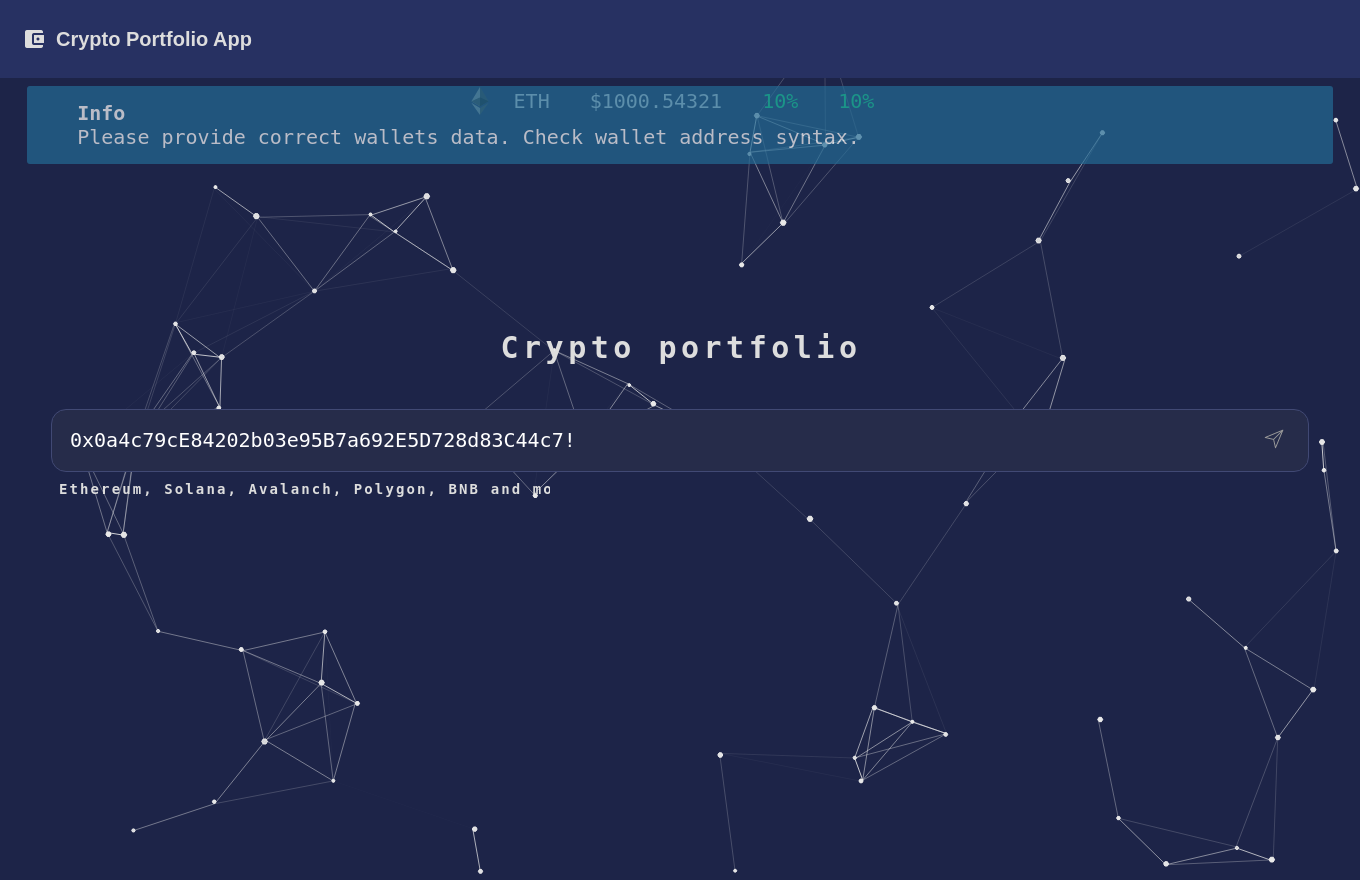 Crypto Portfolio App
ETH $1000.54321 10% 10%
Info
Please provide correct wallets data. Check wallet address syntax.
Crypto portfolio
0x0a4c79cE84202b03e95B7a692E5D728d83C44c7!
Ethereum, Solana, Avalanch, Polygon, BNB and mo